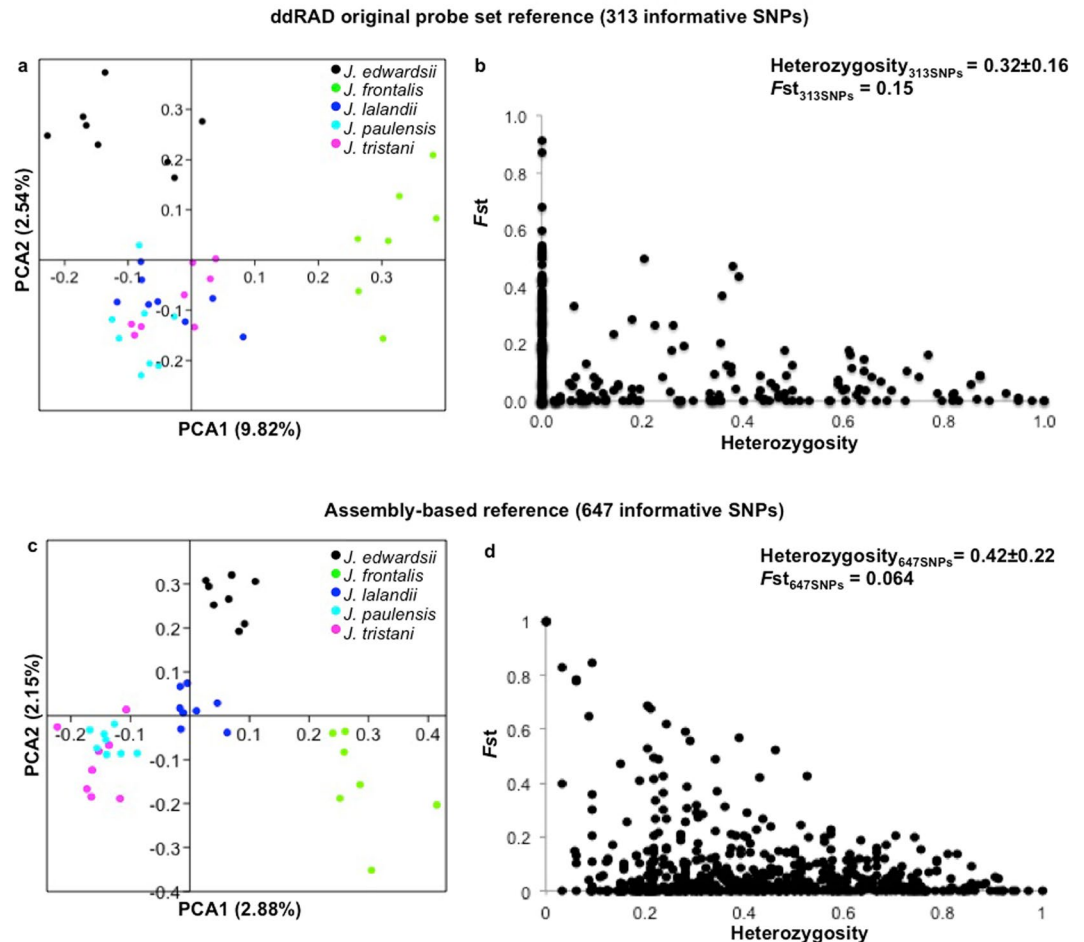 ddRAD original probe set reference (313 informative SNPs)
a
J. edwardsii
J. frontalis
J. lalandii
J. paulensis
J. tristani
0.3
0.2
0.1
-0.2
-0.1
0.1
0.2
0.3
-0.1
-0.2
PCA2 (2.54%)
PCA1 (9.82%)
b
Heterozygosity313SNPs = 0.32±0.16
Fst313SNPs = 0.15
1.0
0.8
0.6
0.4
0.2
0.0
Fst
0.0
0.2
0.4
0.6
0.8
1.0
Heterozygosity
Assembly-based reference (647 informative SNPs)
c
J. edwardsii
J. frontalis
J. lalandii
J. paulensis
J. tristani
0.3
0.2
0.1
-0.2
-0.1
0.1
0.2
0.3
0.4
-0.1
-0.2
-0.3
-0.4
PCA2 (2.15%)
PCA1 (2.88%)
d
Heterozygosity647SNPs= 0.42±0.22
Fst647SNPs = 0.064
1
0.8
0.6
0.4
0.2
0
Fst
0
0.2
0.4
0.6
0.8
1
Heterozygosity